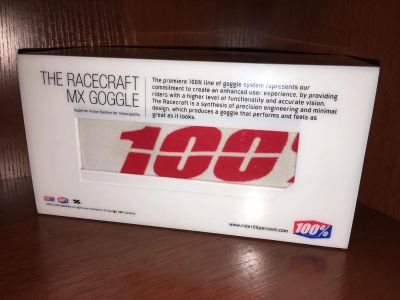 THE RACECRAFT
MX GOGGLE
Superior Vision System for Motorsports.
The premiere 100% line of goggle system represents our
commitment to create an enhanced user experience, by providing
riders with a higher level of functionality and accurate vision.
The Racecraft is a synthesis of precision engineering and minimal
design, which produces a goggle that performs and feels as
great as it looks.
100%
www.ride100percent.com
100%